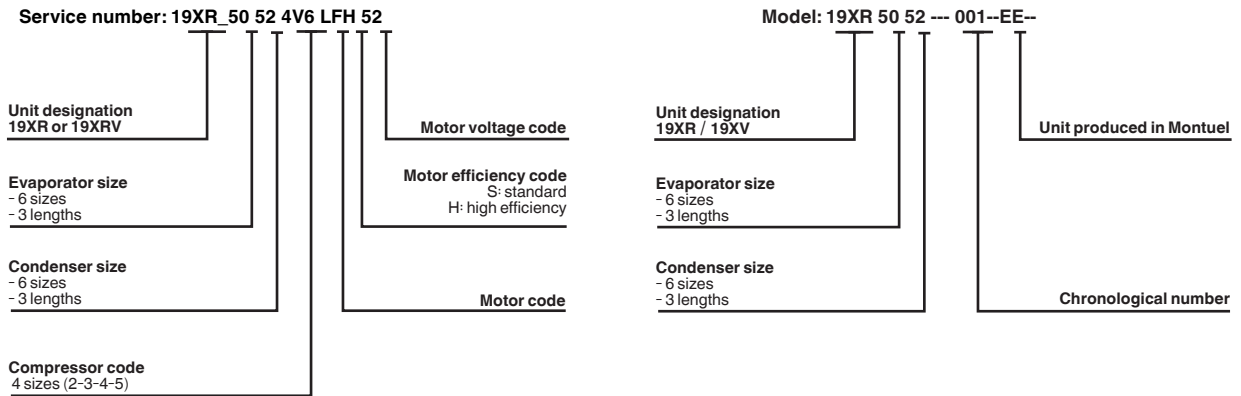 Service number: 19XR_50 52 4V6 LFH 52
Unit designation
19XR or 19XRV
Motor voltage code
Evaporator size
- 6 sizes
- 3 lengths
Motor efficiency code
S: standard
H: high efficiency
Condenser size
- 6 sizes
- 3 lengths
Motor code
Compressor code
4 sizes (2-3-4-5)
Model: 19XR 50 52 --- 001--EE--
Unit designation
19XR / 19XV
Unit produced in Montuel
Evaporator size
- 6 sizes
- 3 lengths
Condenser size
- 6 sizes
- 3 lengths
Chronological number